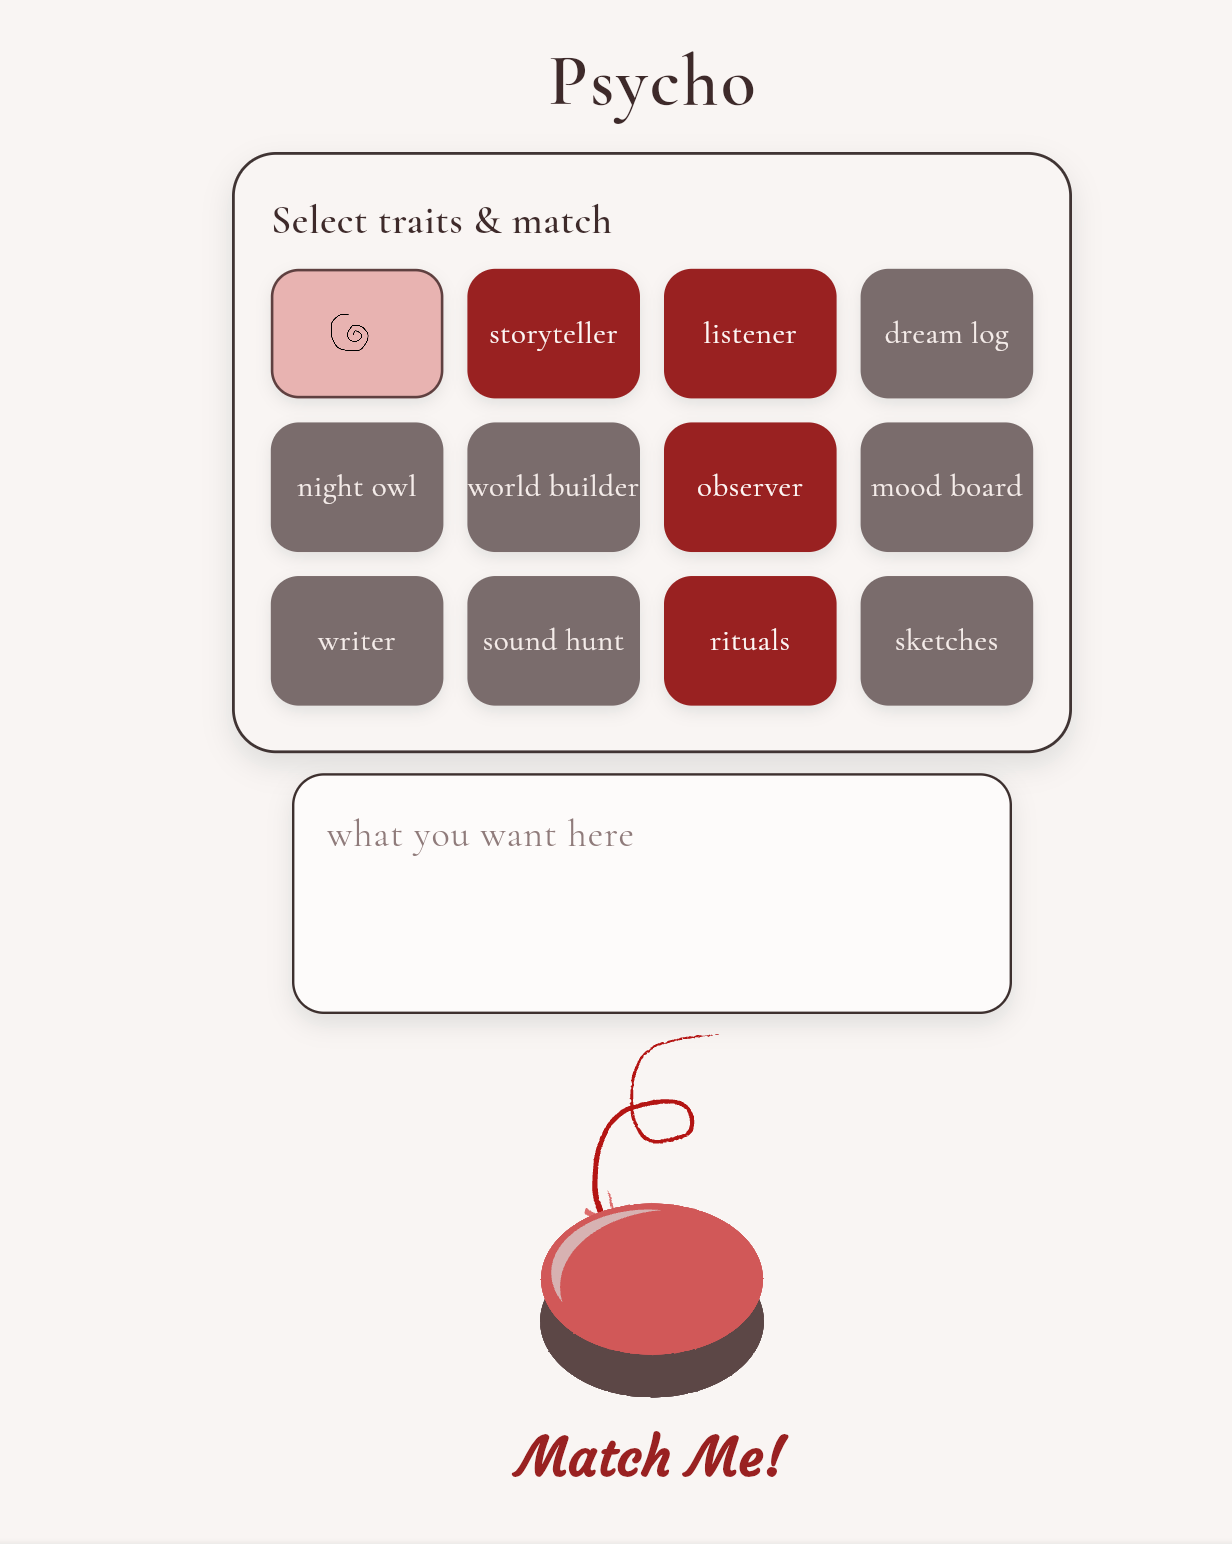 Psycho
Select traits & match
storyteller listener dream log
night owl world builder observer mood board
writer sound hunt rituals sketches
what you want here
Match Me!